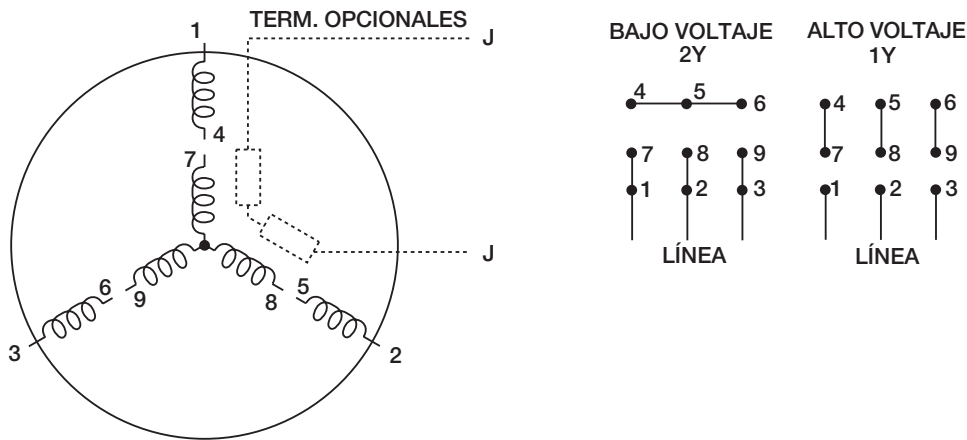 TERM. OPCIONALES
1
J
4
7
J
6
9
8
5
3
2
BAJO VOLTAJE
2Y
4 5 6
7 8 9
1 2 3
LÍNEA
ALTO VOLTAJE
1Y
4 5 6
7 8 9
1 2 3
LÍNEA